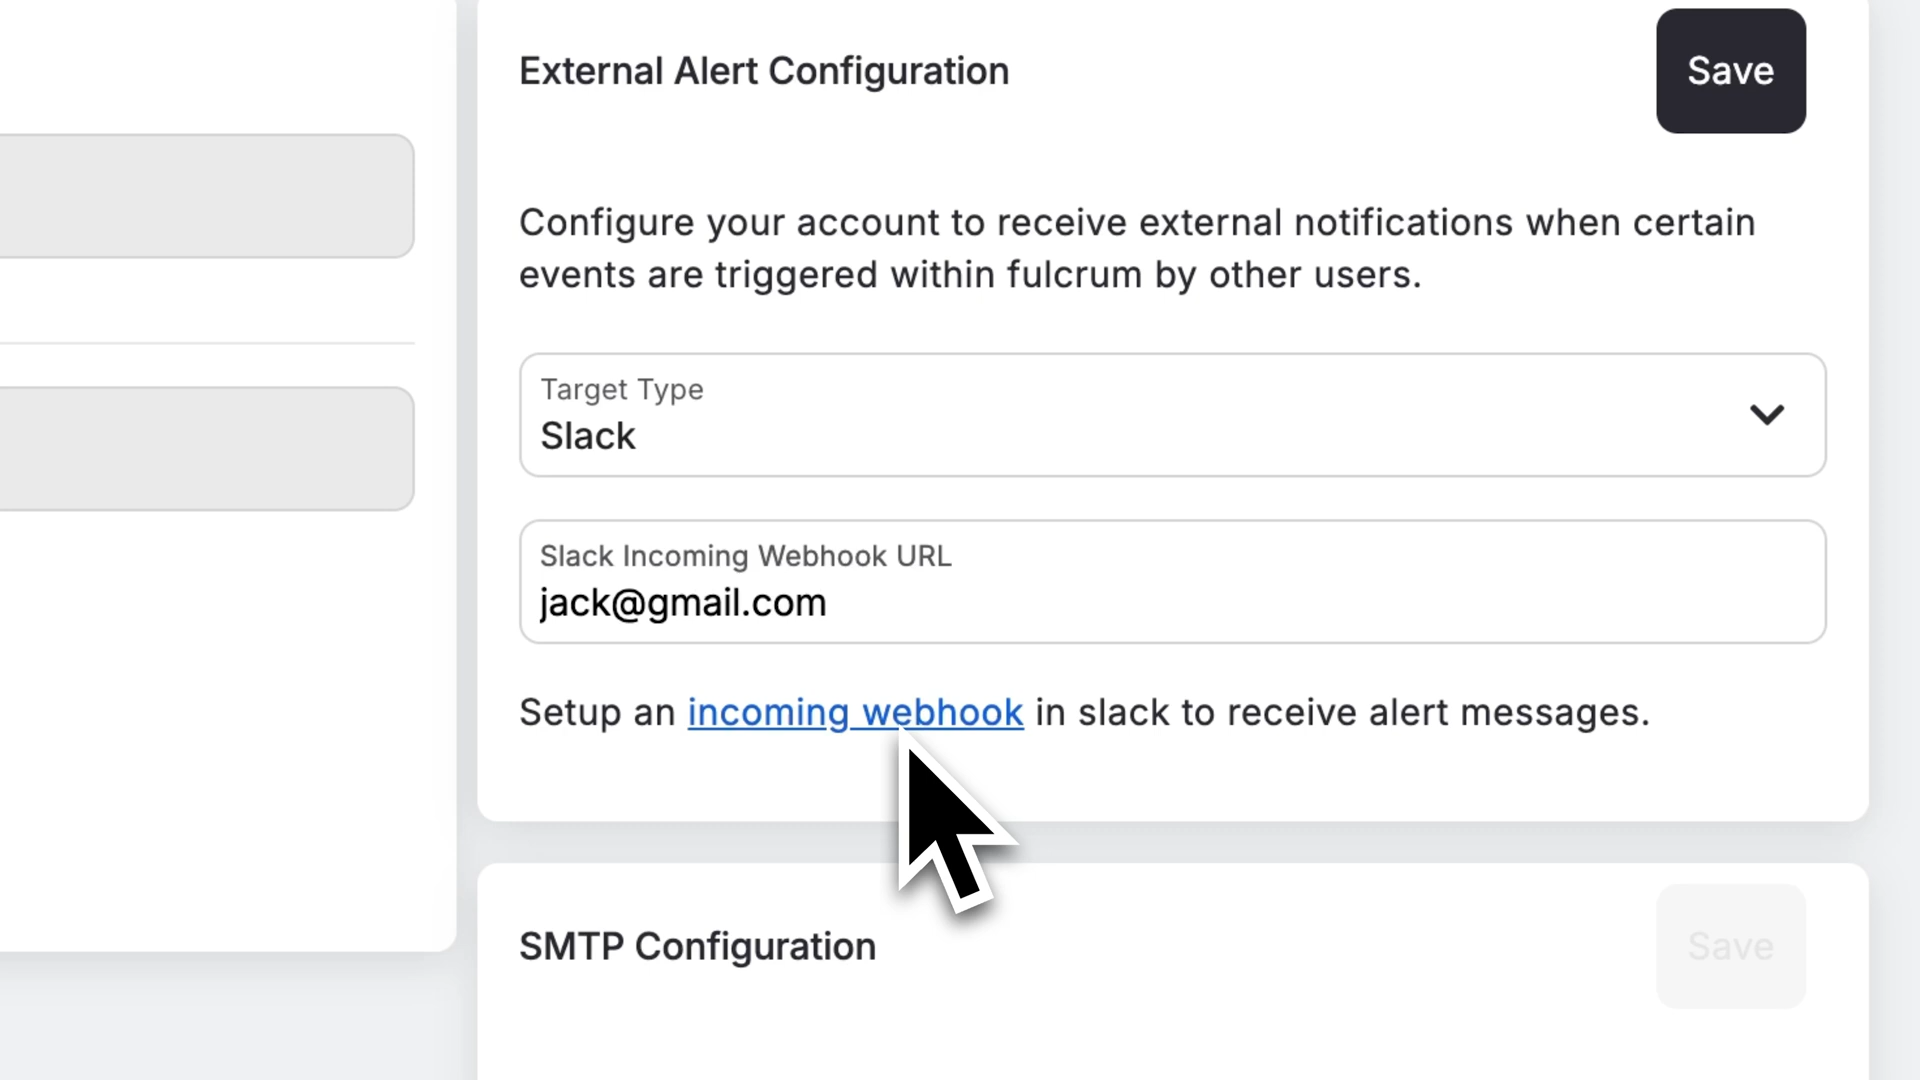 External Alert Configuration
Save
Configure your account to receive external notifications when certain
events are triggered within fulcrum by other users.
Target Type
Slack
Slack Incoming Webhook URL
jack@gmail.com
Setup an incoming webhook in slack to receive alert messages.
SMTP Configuration
Save